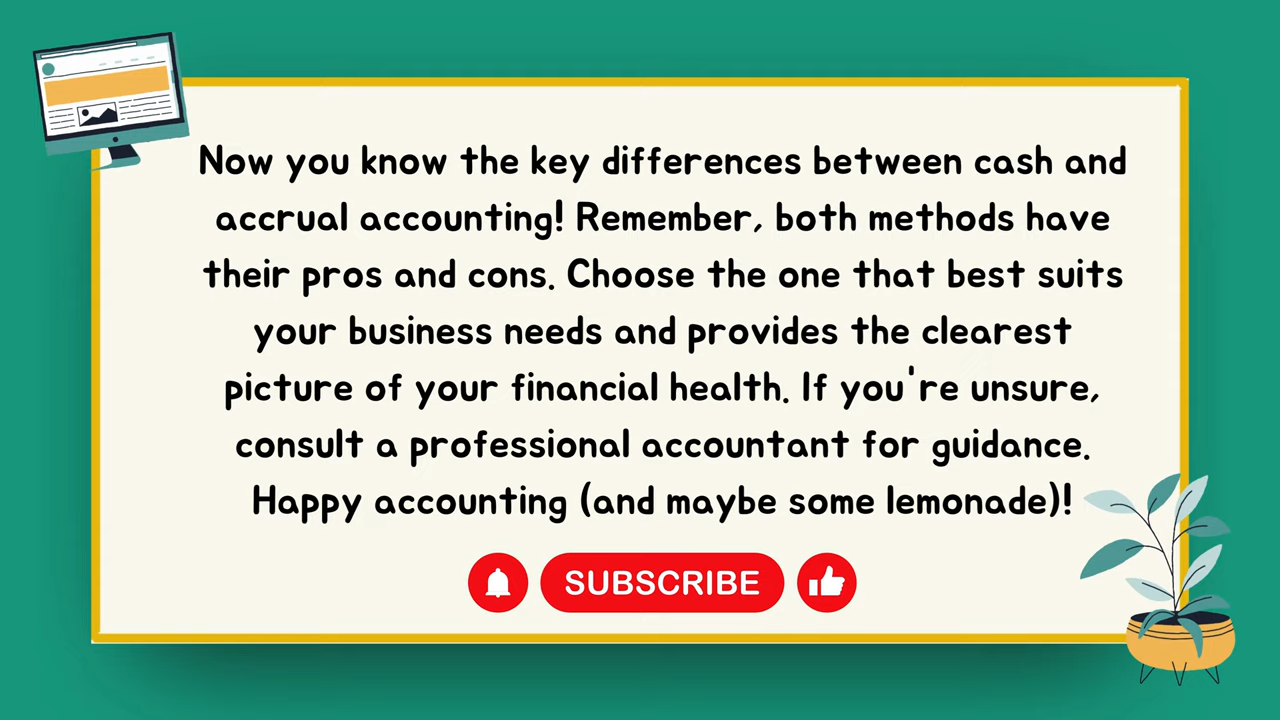 Now you know the key differences between cash and
accrual accounting! Remember, both methods have
their pros and cons. Choose the one that best suits
your business needs and provides the clearest
picture of your financial health. If you're unsure,
consult a professional accountant for guidance.
Happy accounting (and maybe some lemonade)!
SUBSCRIBE